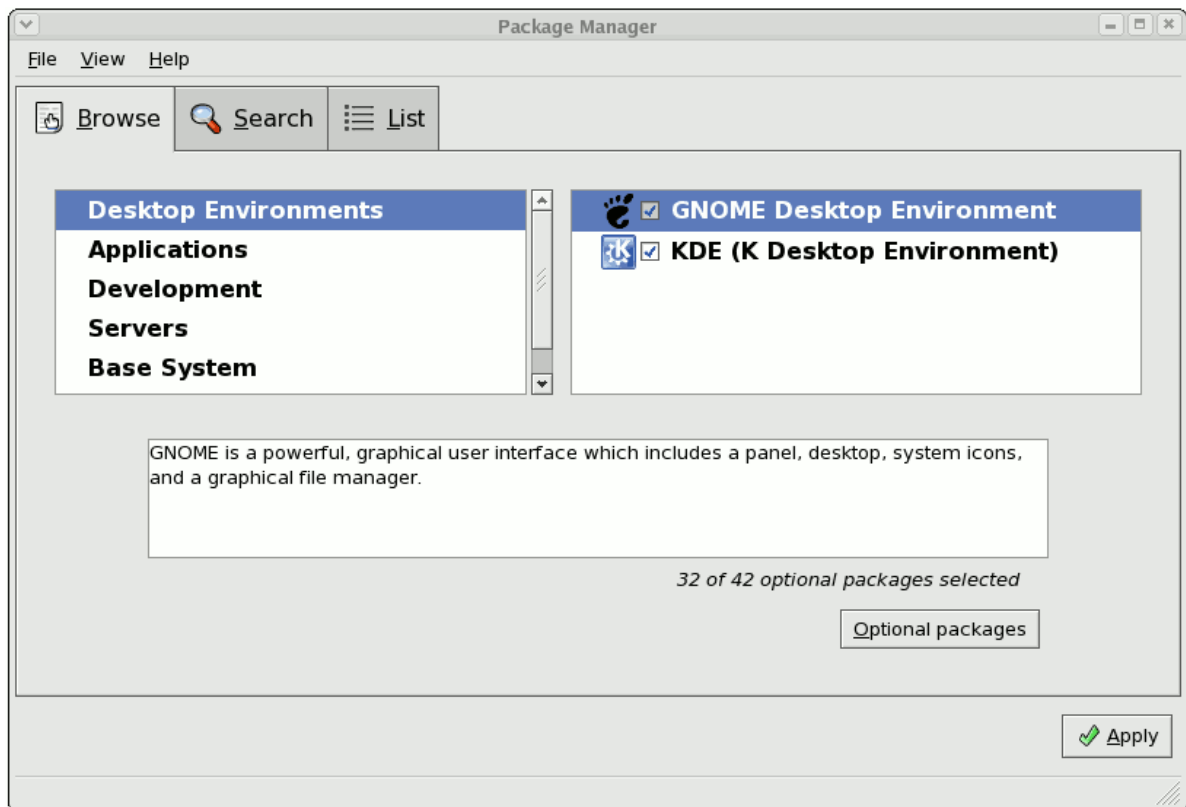 Package Manager
File View Help
Browse Search List
Desktop Environments
Applications
Development
Servers
Base System
GNOME Desktop Environment
KDE (K Desktop Environment)
GNOME is a powerful, graphical user interface which includes a panel, desktop, system icons,
and a graphical file manager.
32 of 42 optional packages selected
Optional packages
Apply